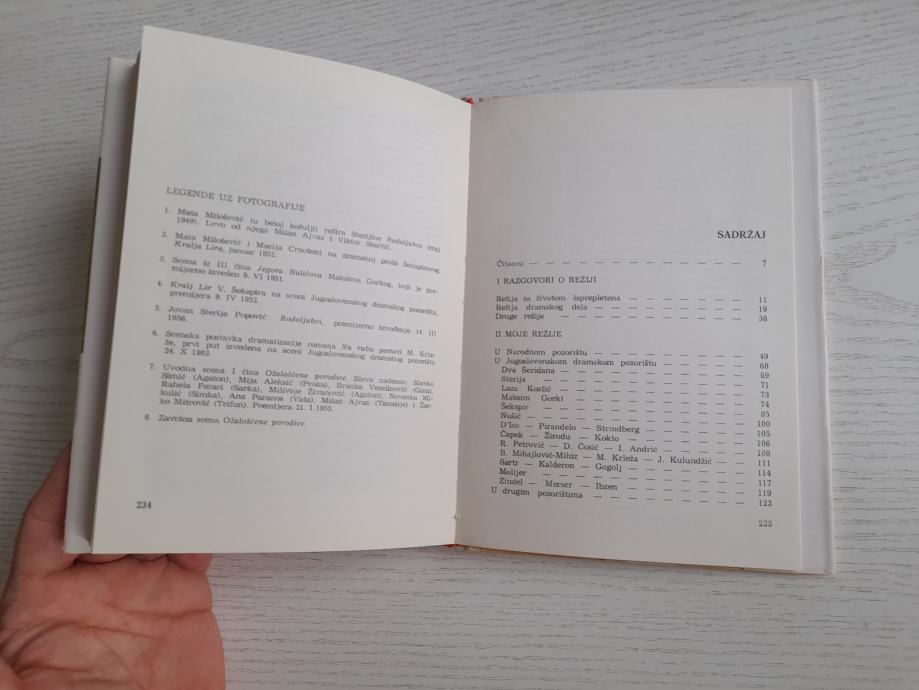 LEGENDE UZ FOTOGRAFIJE
1. Mata Milošević (u beloj košulji) režira Sterijine Rodoljubce (maj
1949). Levo od njega Milan Ajvaz i Viktor Starčić.
2. Mata Milošević i Marija Crnobori na dramskoj probi Šekspirovog
Kralja Lira, januar 1952.
3. Scena iz III čina Jegora Buličova Maksima Gorkog, koji je pre-
mijerno izveden 9. VI 1951.
4. Kralj Lir V. Šekspira na sceni Jugoslovenskog dramskog pozorišta,
premijera 9. IV 1952.
5. Jovan Sterija Popović: Rodoljubci, premijerno izvođenje 14. III
1956.
6. Scenska postavka dramatizacije romana Na rubu pameti M. Krle-
že, prvi put izvedena na sceni Jugoslovenskog dramskog pozorišta
24. X 1963.
7. Uvodna scena I čina Ožalošćene porodice. Sleva nadesno: Slavko
Simić (Agaton), Mija Aleksić (Proka), Branka Veselinović (Gina),
Rahela Ferari (Sarka), Milivoje Živanović (Agaton), Nevenka Mi-
kulić (Simka), Ana Paranos (Vida), Milan Ajvaz (Tanasije) i Žar-
ko Mitrović (Trifun). Premijera 21. I 1955.
8. Završna scena Ožalošćene porodice.
234
SADRŽAJ
Čitaocu — — — — — — — — — — 7
I RAZGOVORI O REŽIJI
Režija sa životom isprepletena — — — — — — 11
Režija dramskog dela — — — — — — — — 19
Druge režije — — — — — — — — — 36
II MOJE REŽIJE
U Narodnom pozorištu — — — — — — — — 49
U Jugoslovenskom dramskom pozorištu — — — — 68
Dva Šeridana — — — — — — — — — 69
Sterija — — — — — — — — — — 71
Laza Kostić — — — — — — — — — 73
Maksim Gorki — — — — — — — — — 74
Šekspir — — — — — — — — — — 85
Nušić — — — — — — — — — — 100
D'Iso — Pirandelo — Strindberg — — — — — 105
Čapek — Žirodu — Kokto — — — — — — 106
R. Petrović — D. Ćosić — I. Andrić — — — — 108
B. Mihajlović-Mihiz — M. Krleža — J. Kulundžić — — 111
Sartr — Kalderon — Gogolj — — — — — — 114
Molijer — — — — — — — — — — 117
Zindel — Merser — Ibzen — — — — — — 119
U drugim pozorištima — — — — — — — — 123
235